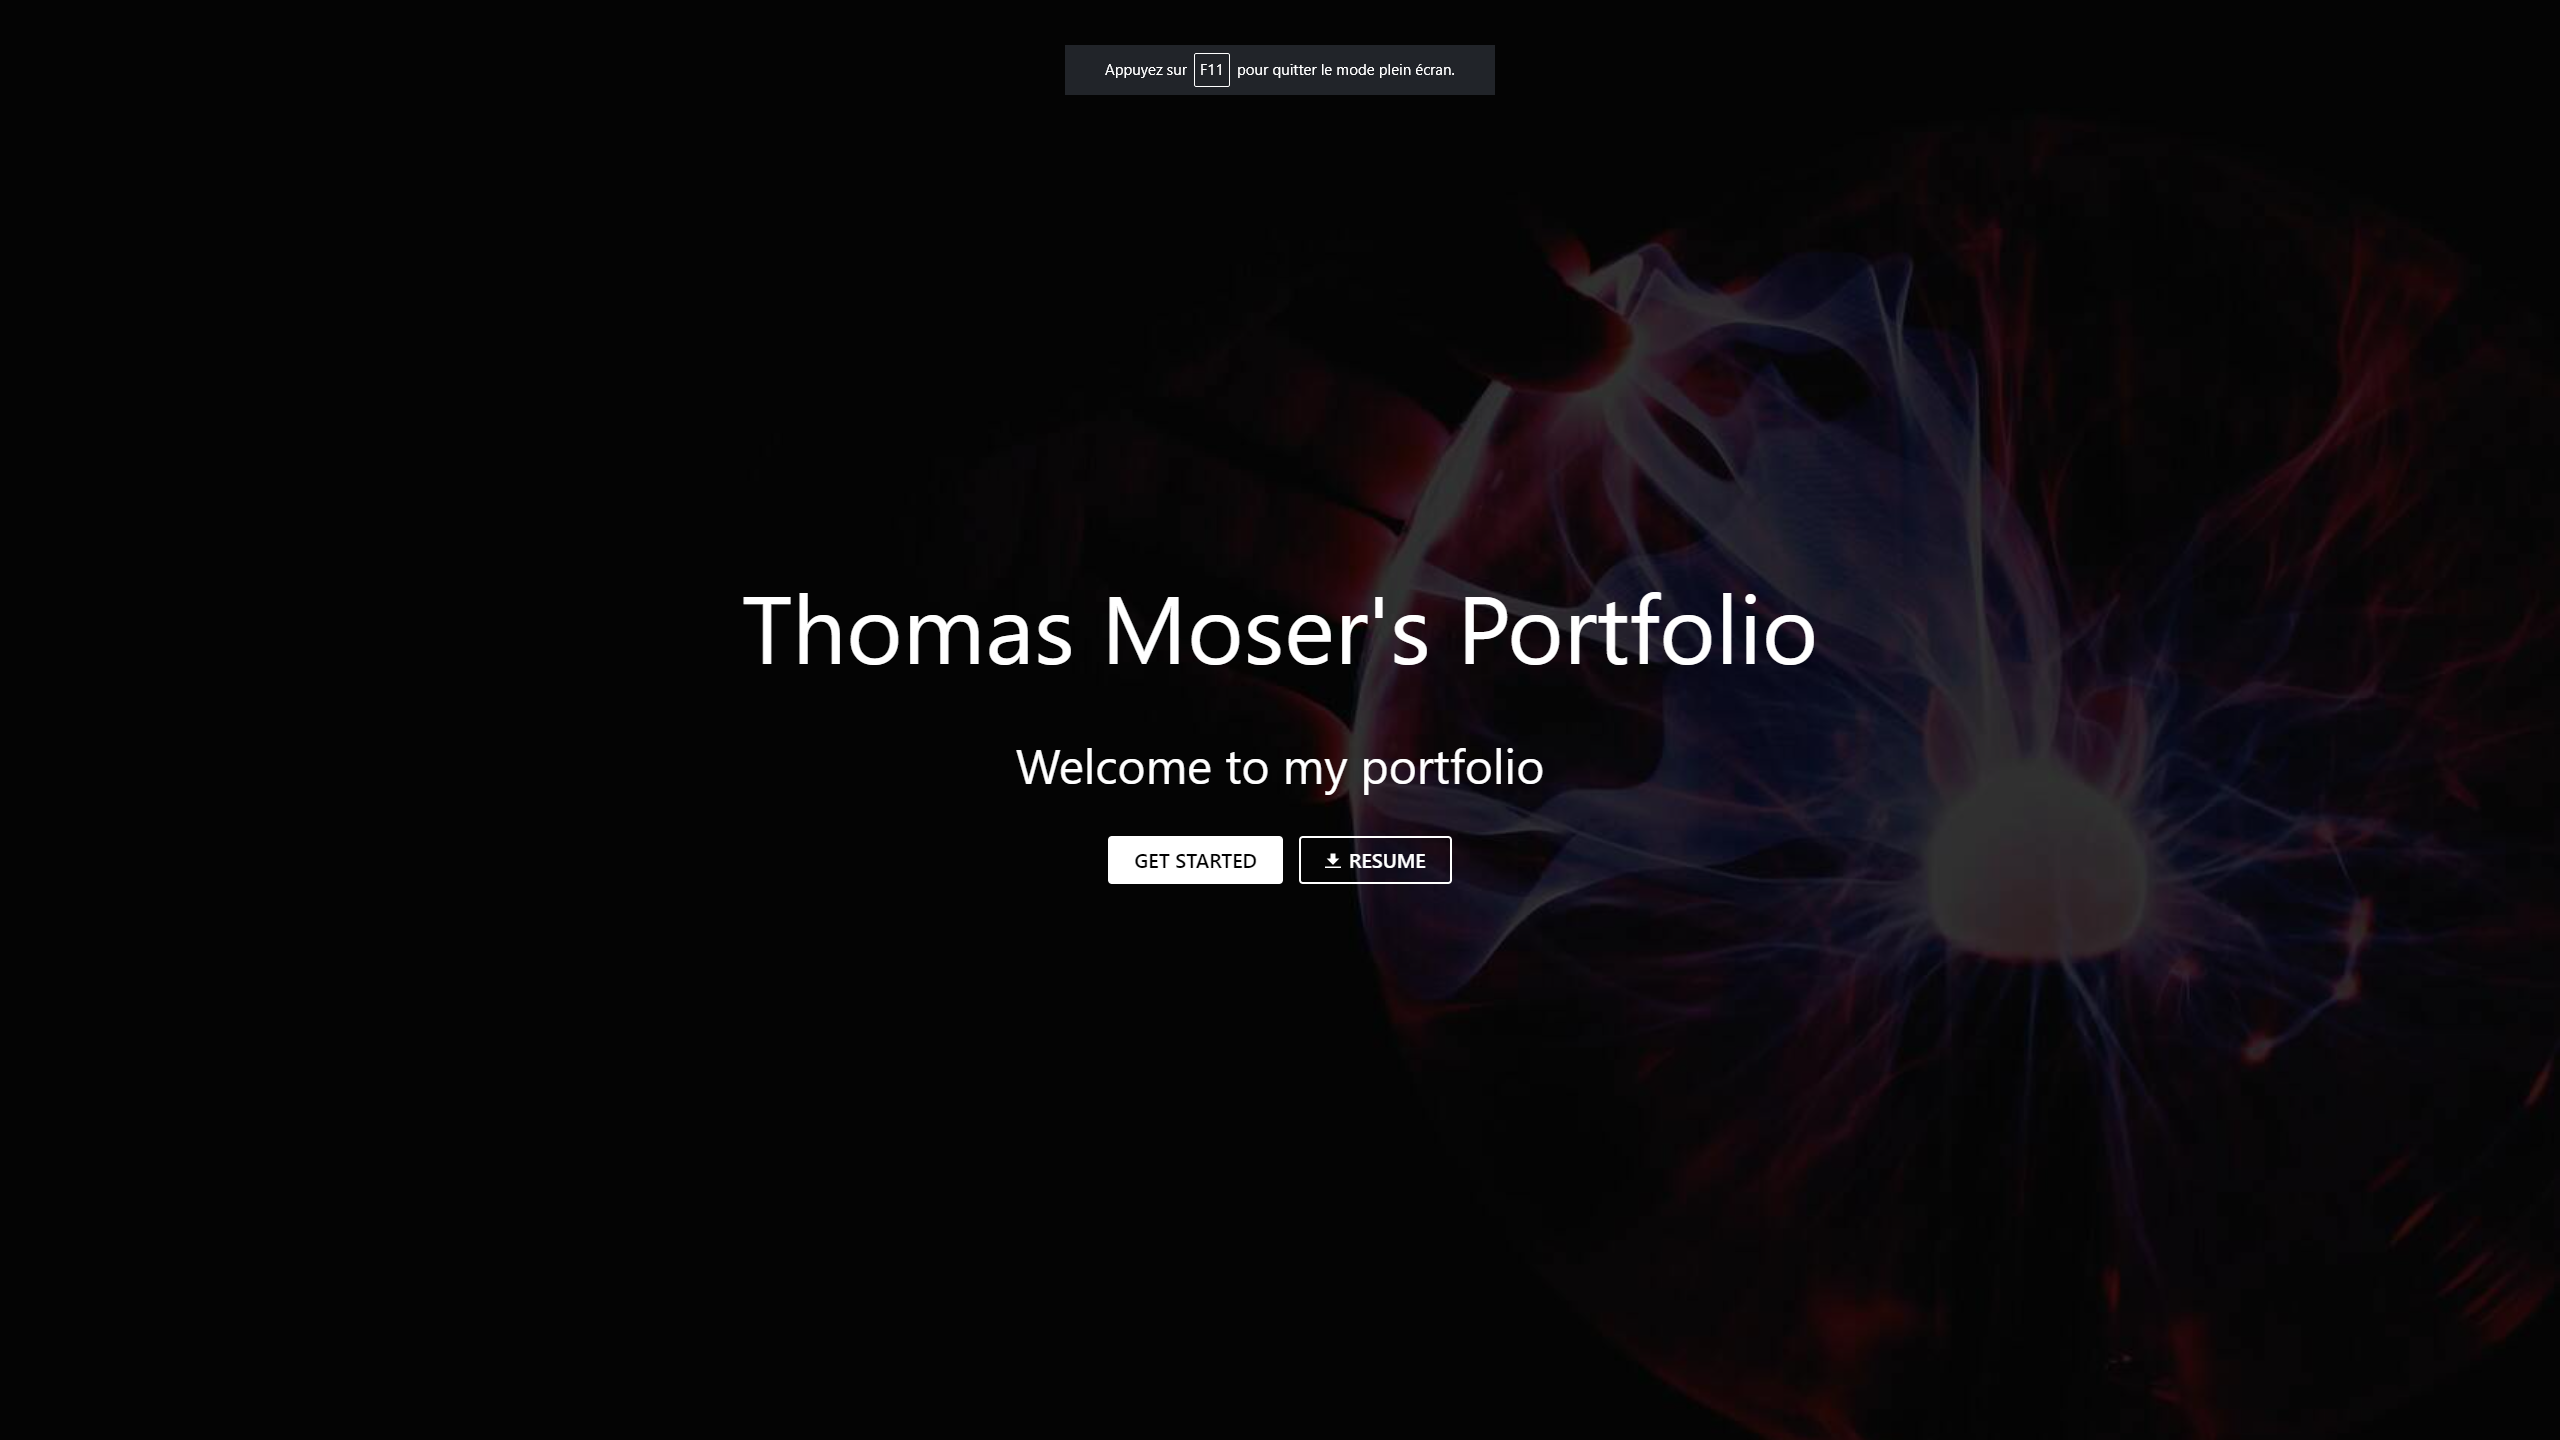 Appuyez sur F11 pour quitter le mode plein écran.
Thomas Moser's Portfolio
Welcome to my portfolio
GET STARTED
RESUME